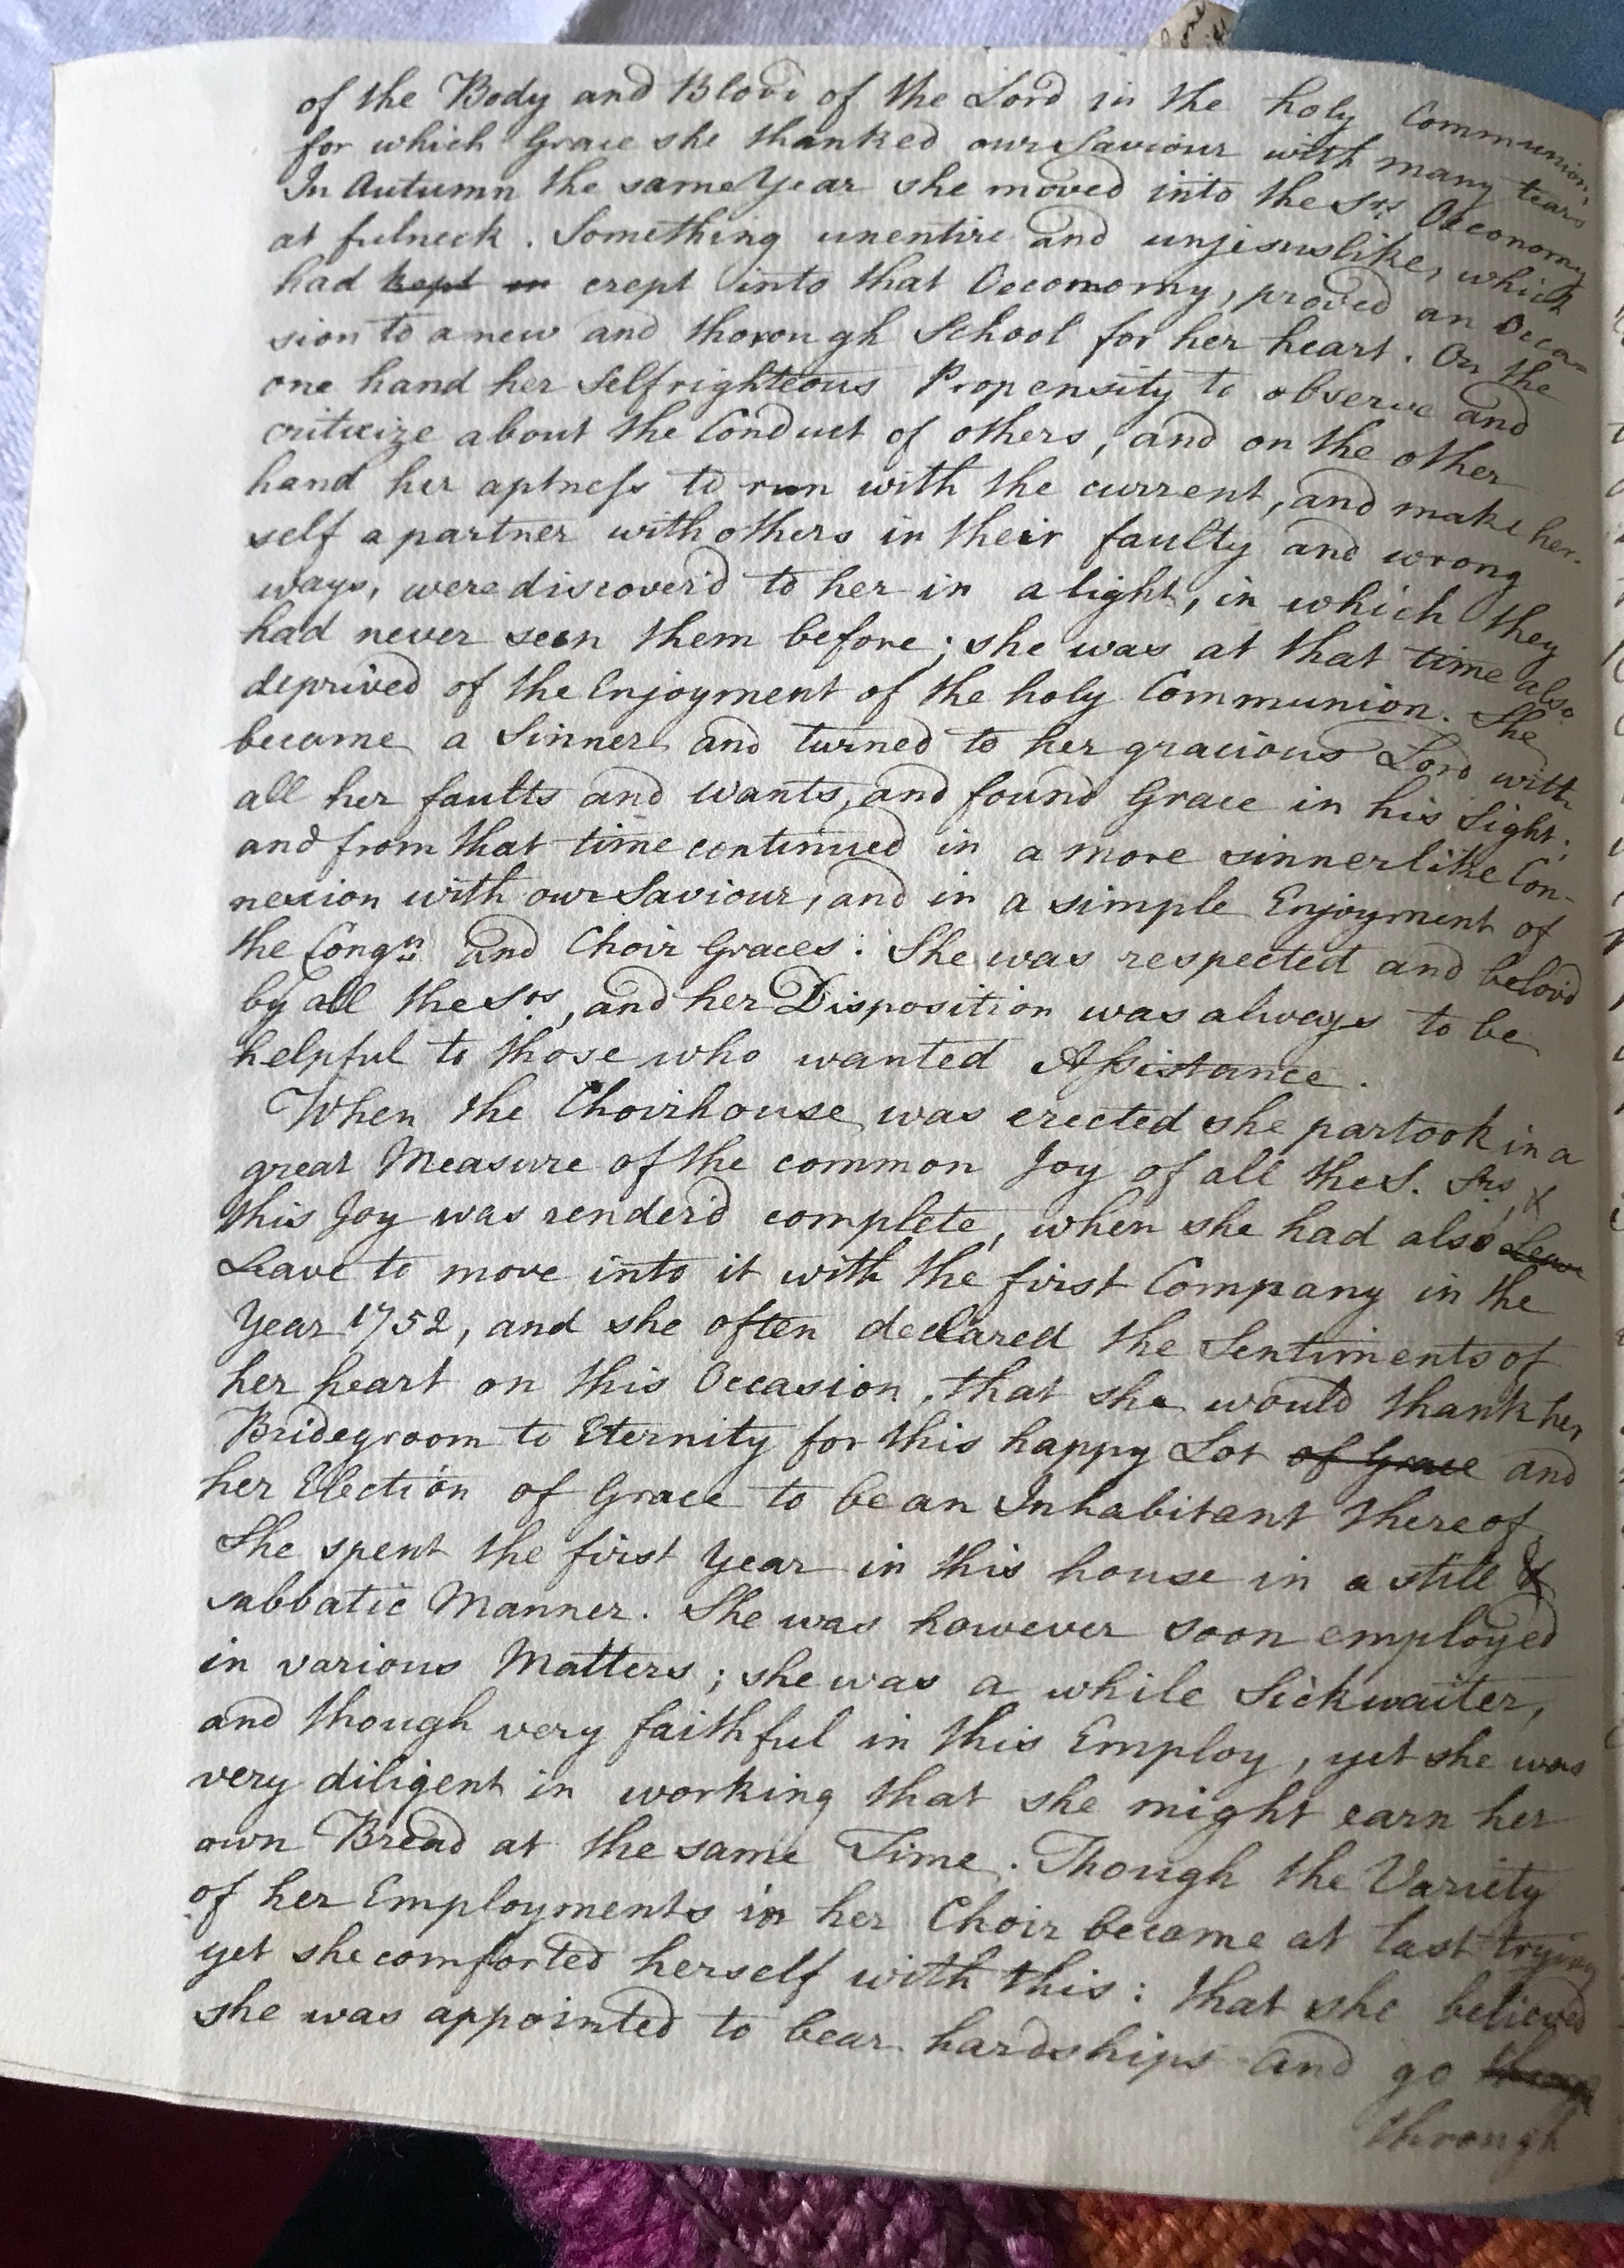 of the Body and Blood of the Lord in the holy Communion.
for which Grace she thanked our Saviour with many tears
In Autumn the same Year she moved into the Srs Oeconomy
at fulneck. Something unentire and unjesuslike, which
had kept in crept into that Oeconomy, proved an Occa-
sion to a new and thorough School for her heart. On the
one hand her Selfrighteous Propensity to observe and
criticize about the Conduct of others, and on the other
hand her aptness to run with the current, and make her-
self a partner with others in their faulty and wrong
ways, were discover'd to her in a light, in which they
had never seen them before; she was at that time also
deprived of the Enjoyment of the holy Communion. She
became a Sinner and turned to her gracious Lord with
all her faults and wants, and found Grace in his Sight;
and from that time continued in a more sinnerlike Con-
nexion with our Saviour, and in a simple Enjoyment of
the Congn and Choir Graces: She was respected and belov'd
by all the Srs, and her Disposition was always to be
helpful to those who wanted Assistance.
When the Choirhouse was erected she partook in a
great Measure of the common Joy of all the S. Srs, &
this Joy was render'd complete, when she had also Leave
Leave to move into it with the first Company in the
Year 1752, and she often declared the Sentiments of
her heart on this Occasion, that she would thank her
Bridegroom to Eternity for this happy Lot of Grace and
her Election of Grace to be an Inhabitant thereof.
She spent the first Year in this house in a still &
sabbatic Manner. She was however soon employed
in various Matters; she was a while Sickwaiter,
and though very faithful in this Employ, yet she was
very diligent in working that she might earn her
own Bread at the same Time. Though the Variety
of her Employments in her Choir became at last trying
yet she comforted herself with this: that she believed
she was appointed to bear hardships and go
through